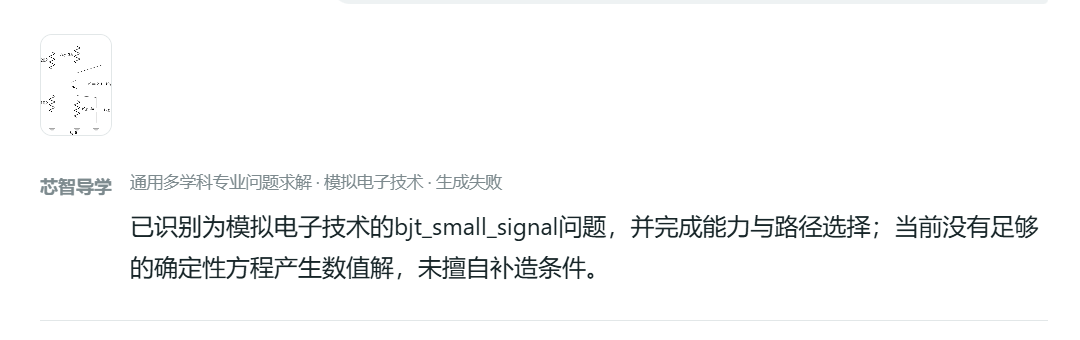 芯智导学
通用多学科专业问题求解 · 模拟电子技术 · 生成失败
已识别为模拟电子技术的bjt_small_signal问题，并完成能力与路径选择；当前没有足够
的确定性方程产生数值解，未擅自补造条件。